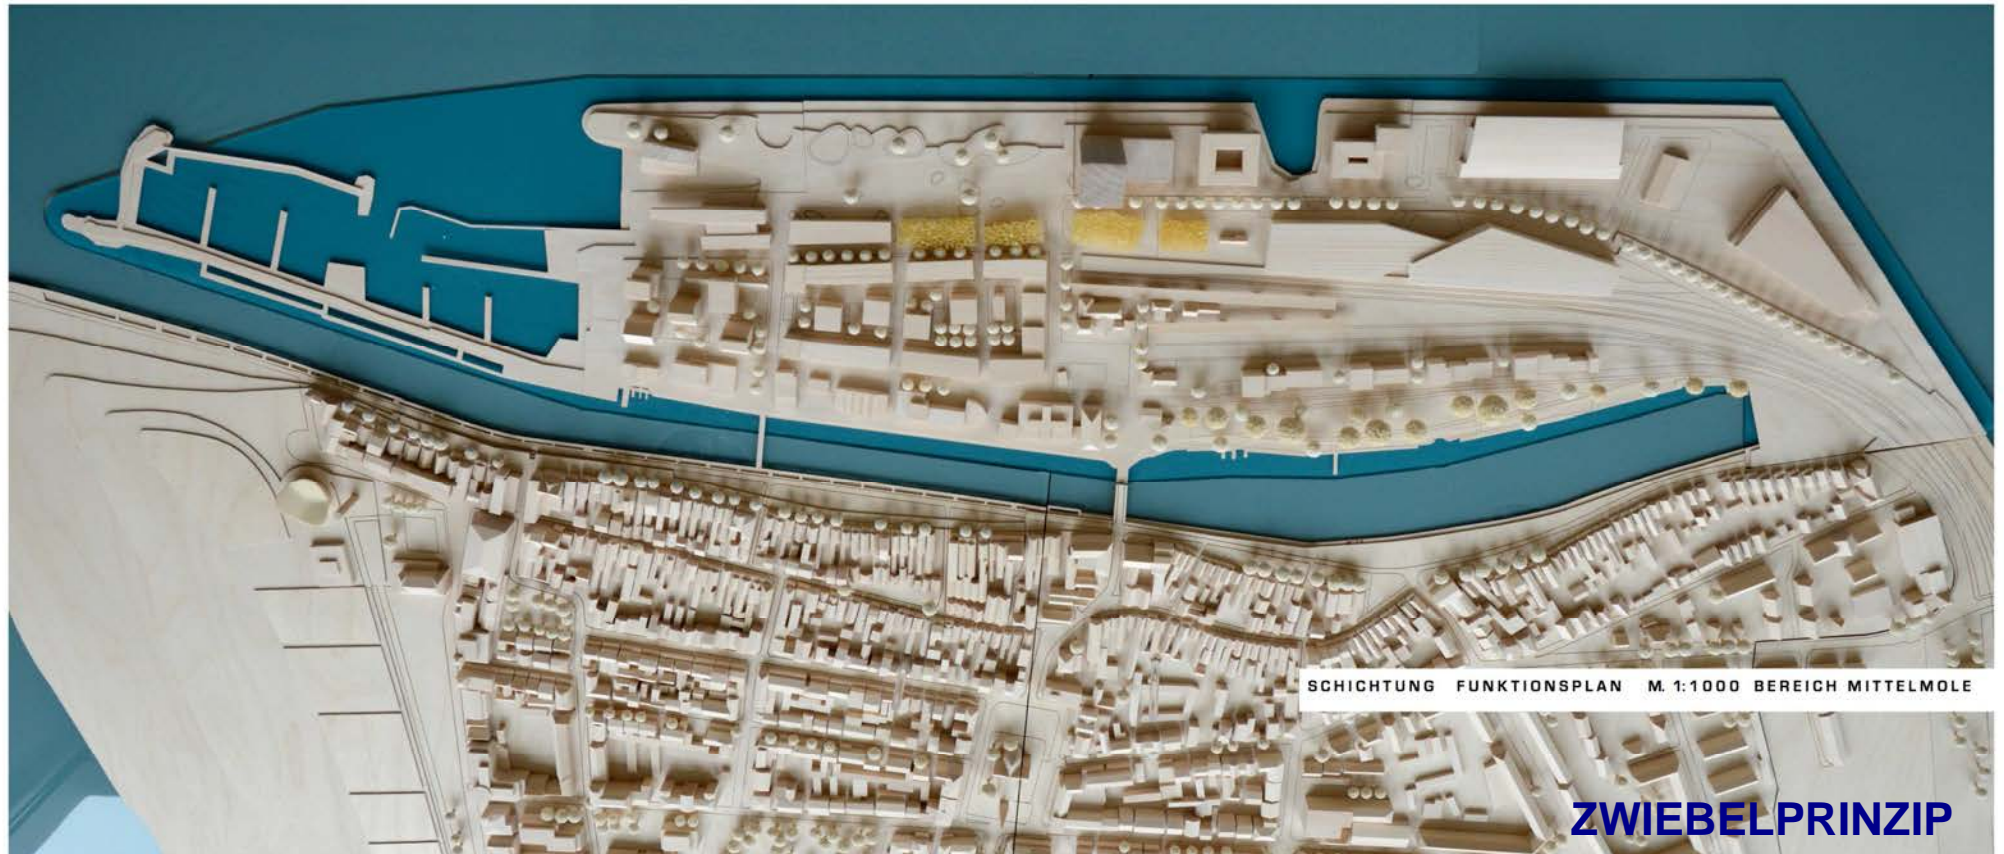 SCHICHTUNG FUNKTIONSPLAN M. 1:1000 BEREICH MITTELMOLE
ZWIEBELPRINZIP